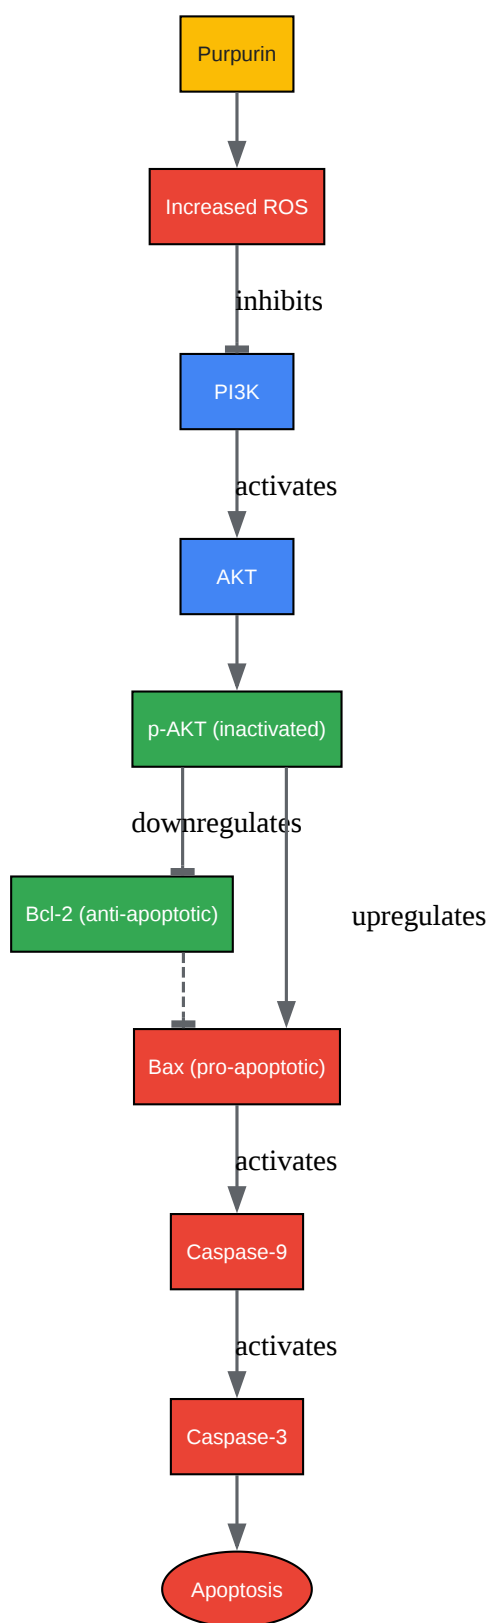 Purpurin
Increased ROS
inhibits
PI3K
activates
AKT
p-AKT (inactivated)
downregulates
Bcl-2 (anti-apoptotic)
upregulates
Bax (pro-apoptotic)
activates
Caspase-9
activates
Caspase-3
Apoptosis